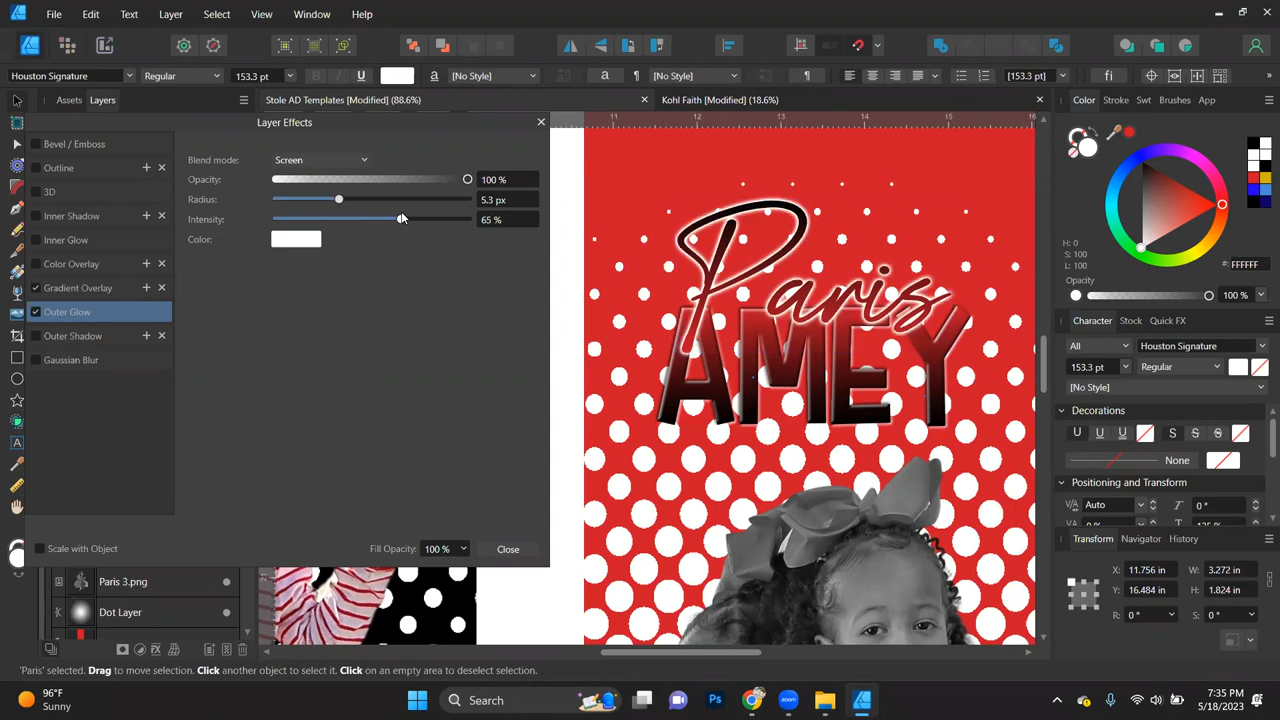 File Edit Text Layer Select View Window Help
Houston Signature Regular 153.3 pt B I U a [No Style] a ¶ [No Style] ¶ [153.3 pt] fi »
Assets Layers Stole AD Templates [Modified] (88.6%) Kohl Faith [Modified] (18.6%) Color Stroke Swt Brushes App
Layer Effects
11 12 13 14 15 16
Bevel / Emboss
Outline
3D
Inner Shadow
Inner Glow
Color Overlay
Gradient Overlay
Outer Glow
Outer Shadow
Gaussian Blur
Blend mode: Screen
Opacity: 100 %
Radius: 5.3 px
Intensity: 65 %
Color:
Scale with Object
Fill Opacity: 100 % Close
Paris
AMEY
H: 0
S: 100
L: 100
#: FFFFFF
Opacity
100 %
Character Stock Quick FX
All Houston Signature
153.3 pt Regular
[No Style]
Decorations
U U U S S S
None
Positioning and Transform
V/A Auto T 0 °
Transform Navigator History
X: 11.756 in W: 3.272 in
Y: 16.484 in H: 1.824 in
R: 0 ° S: 0 °
Paris 3.png
Dot Layer
'Paris' selected. Drag to move selection. Click another object to select it. Click on an empty area to deselect selection.
96°F
Sunny
Search
Ps
zoom
7:35 PM
5/18/2023